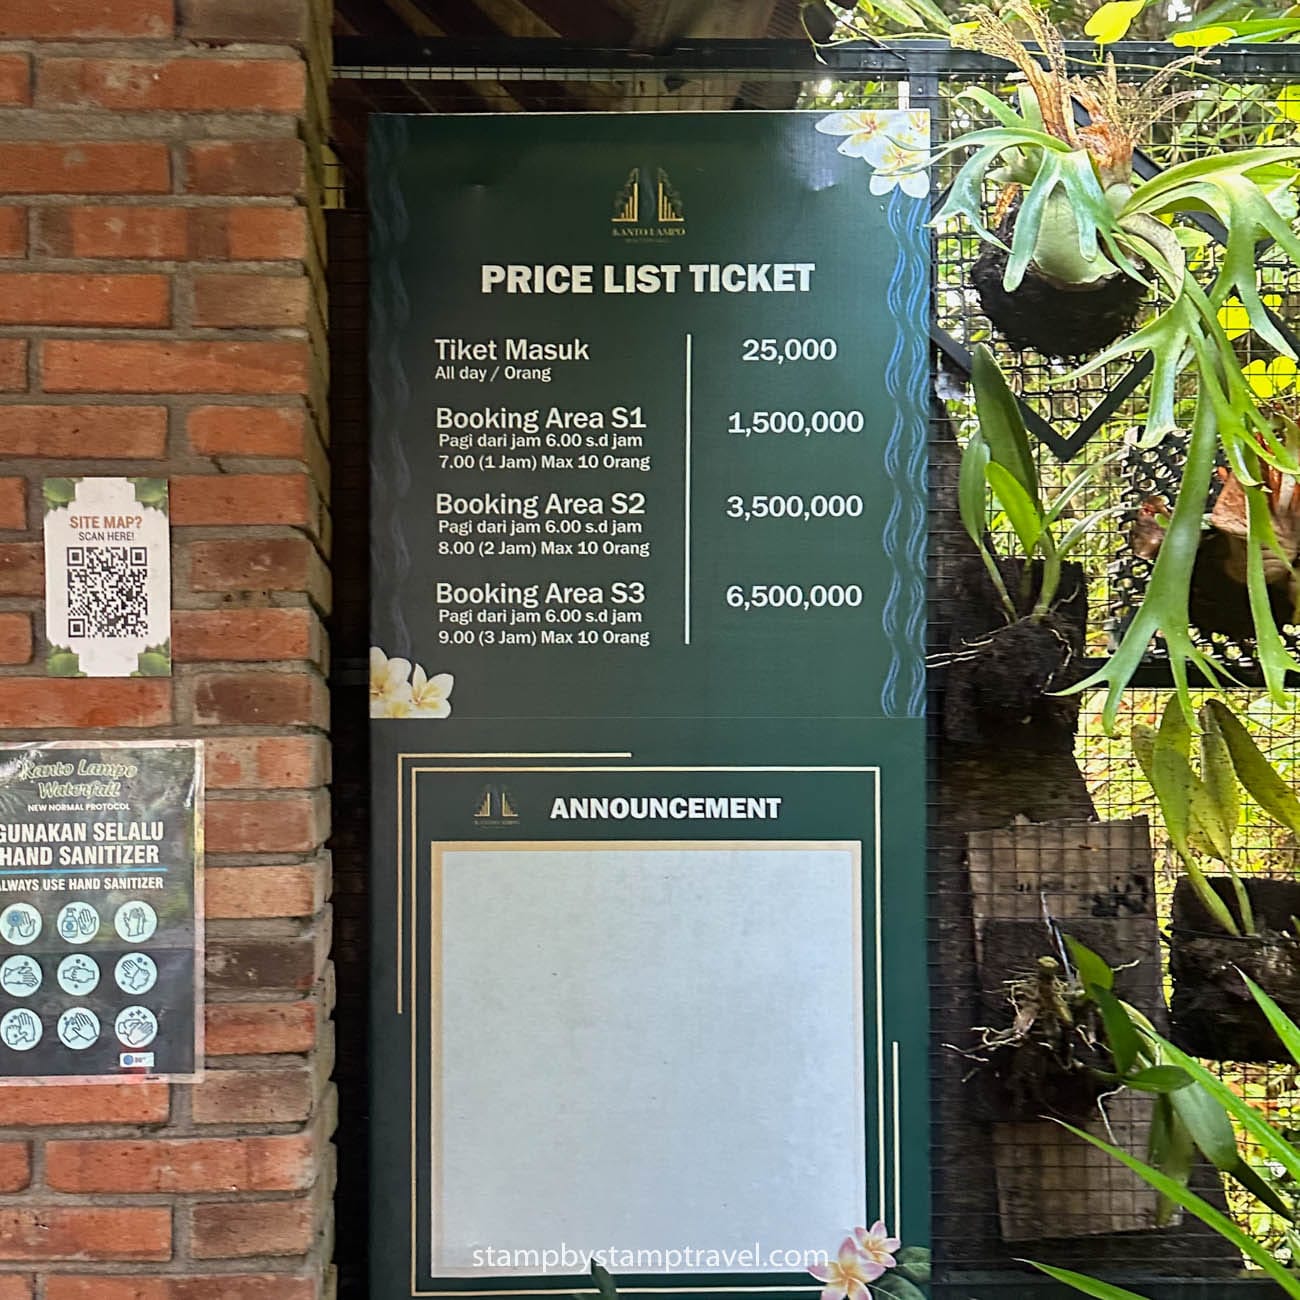 KANTO LAMPO
PRICE LIST TICKET
Tiket Masuk 25,000
All day / Orang
Booking Area S1 1,500,000
Pagi dari jam 6.00 s.d jam
7.00 (1 Jam) Max 10 Orang
Booking Area S2 3,500,000
Pagi dari jam 6.00 s.d jam
8.00 (2 Jam) Max 10 Orang
Booking Area S3 6,500,000
Pagi dari jam 6.00 s.d jam
9.00 (3 Jam) Max 10 Orang
ANNOUNCEMENT
SITE MAP?
SCAN HERE!
Kanto Lampo
Waterfall
NEW NORMAL PROTOCOL
GUNAKAN SELALU
HAND SANITIZER
ALWAYS USE HAND SANITIZER
stampbystamptravel.com